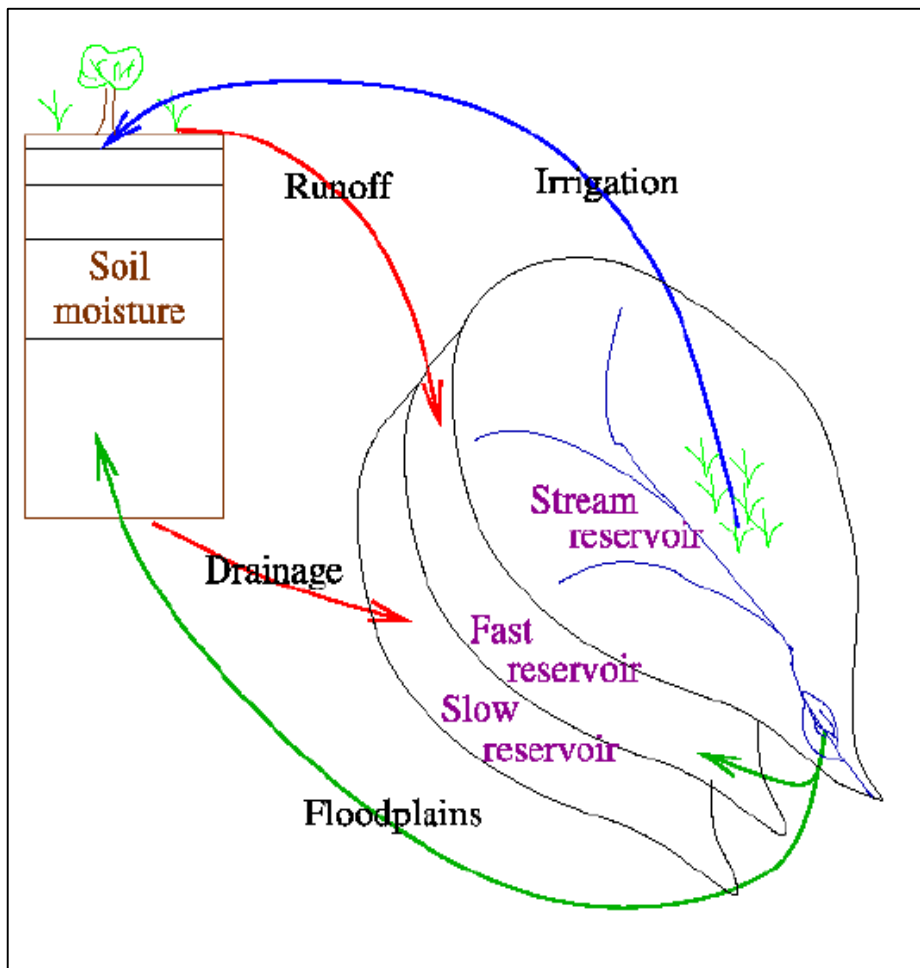 Runoff
Irrigation
Soil
moisture
Stream
reservoir
Drainage
Fast
reservoir
Slow
reservoir
Floodplains